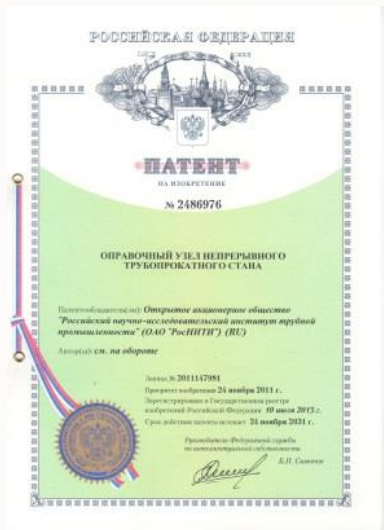 РОССИЙСКАЯ ФЕДЕРАЦИЯ
ПАТЕНТ
НА ИЗОБРЕТЕНИЕ
№ 2486976
ОПРАВОЧНЫЙ УЗЕЛ НЕПРЕРЫВНОГО
ТРУБОПРОКАТНОГО СТАНА
Патентообладатель(ли): Открытое акционерное общество
"Российский научно-исследовательский институт трубной
промышленности" (ОАО "РосНИТИ") (RU)
Автор(ы): см. на обороте
Заявка № 2011147981
Приоритет изобретения 24 ноября 2011 г.
Зарегистрировано в Государственном реестре
изобретений Российской Федерации 10 июля 2013 г.
Срок действия патента истекает 24 ноября 2031 г.
Руководитель Федеральной службы
по интеллектуальной собственности
Б.П. Симонов